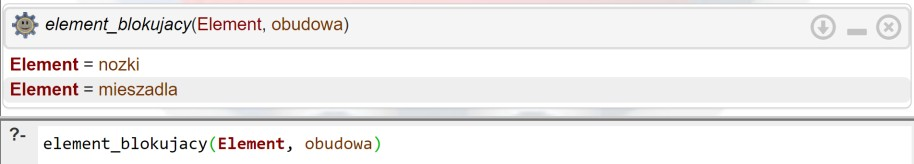 element_blokujacy(Element, obudowa)
Element = nozki
Element = mieszadla
?- element_blokujacy(Element, obudowa)